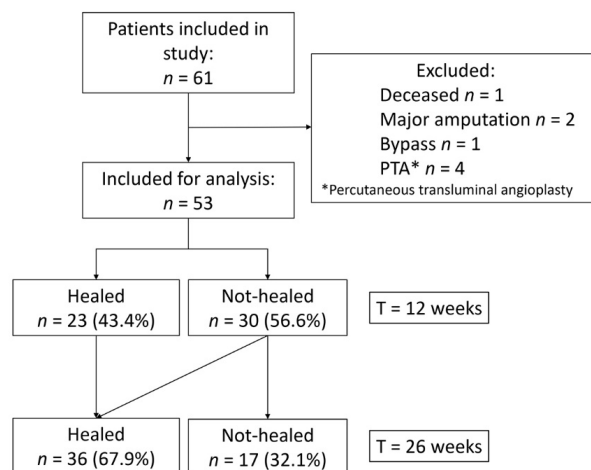 Patients included in
study:
n = 61
Excluded:
Deceased n = 1
Major amputation n = 2
Bypass n = 1
PTA* n = 4
*Percutaneous transluminal angioplasty
Included for analysis:
n = 53
Healed
n = 23 (43.4%)
Not-healed
n = 30 (56.6%)
T = 12 weeks
Healed
n = 36 (67.9%)
Not-healed
n = 17 (32.1%)
T = 26 weeks